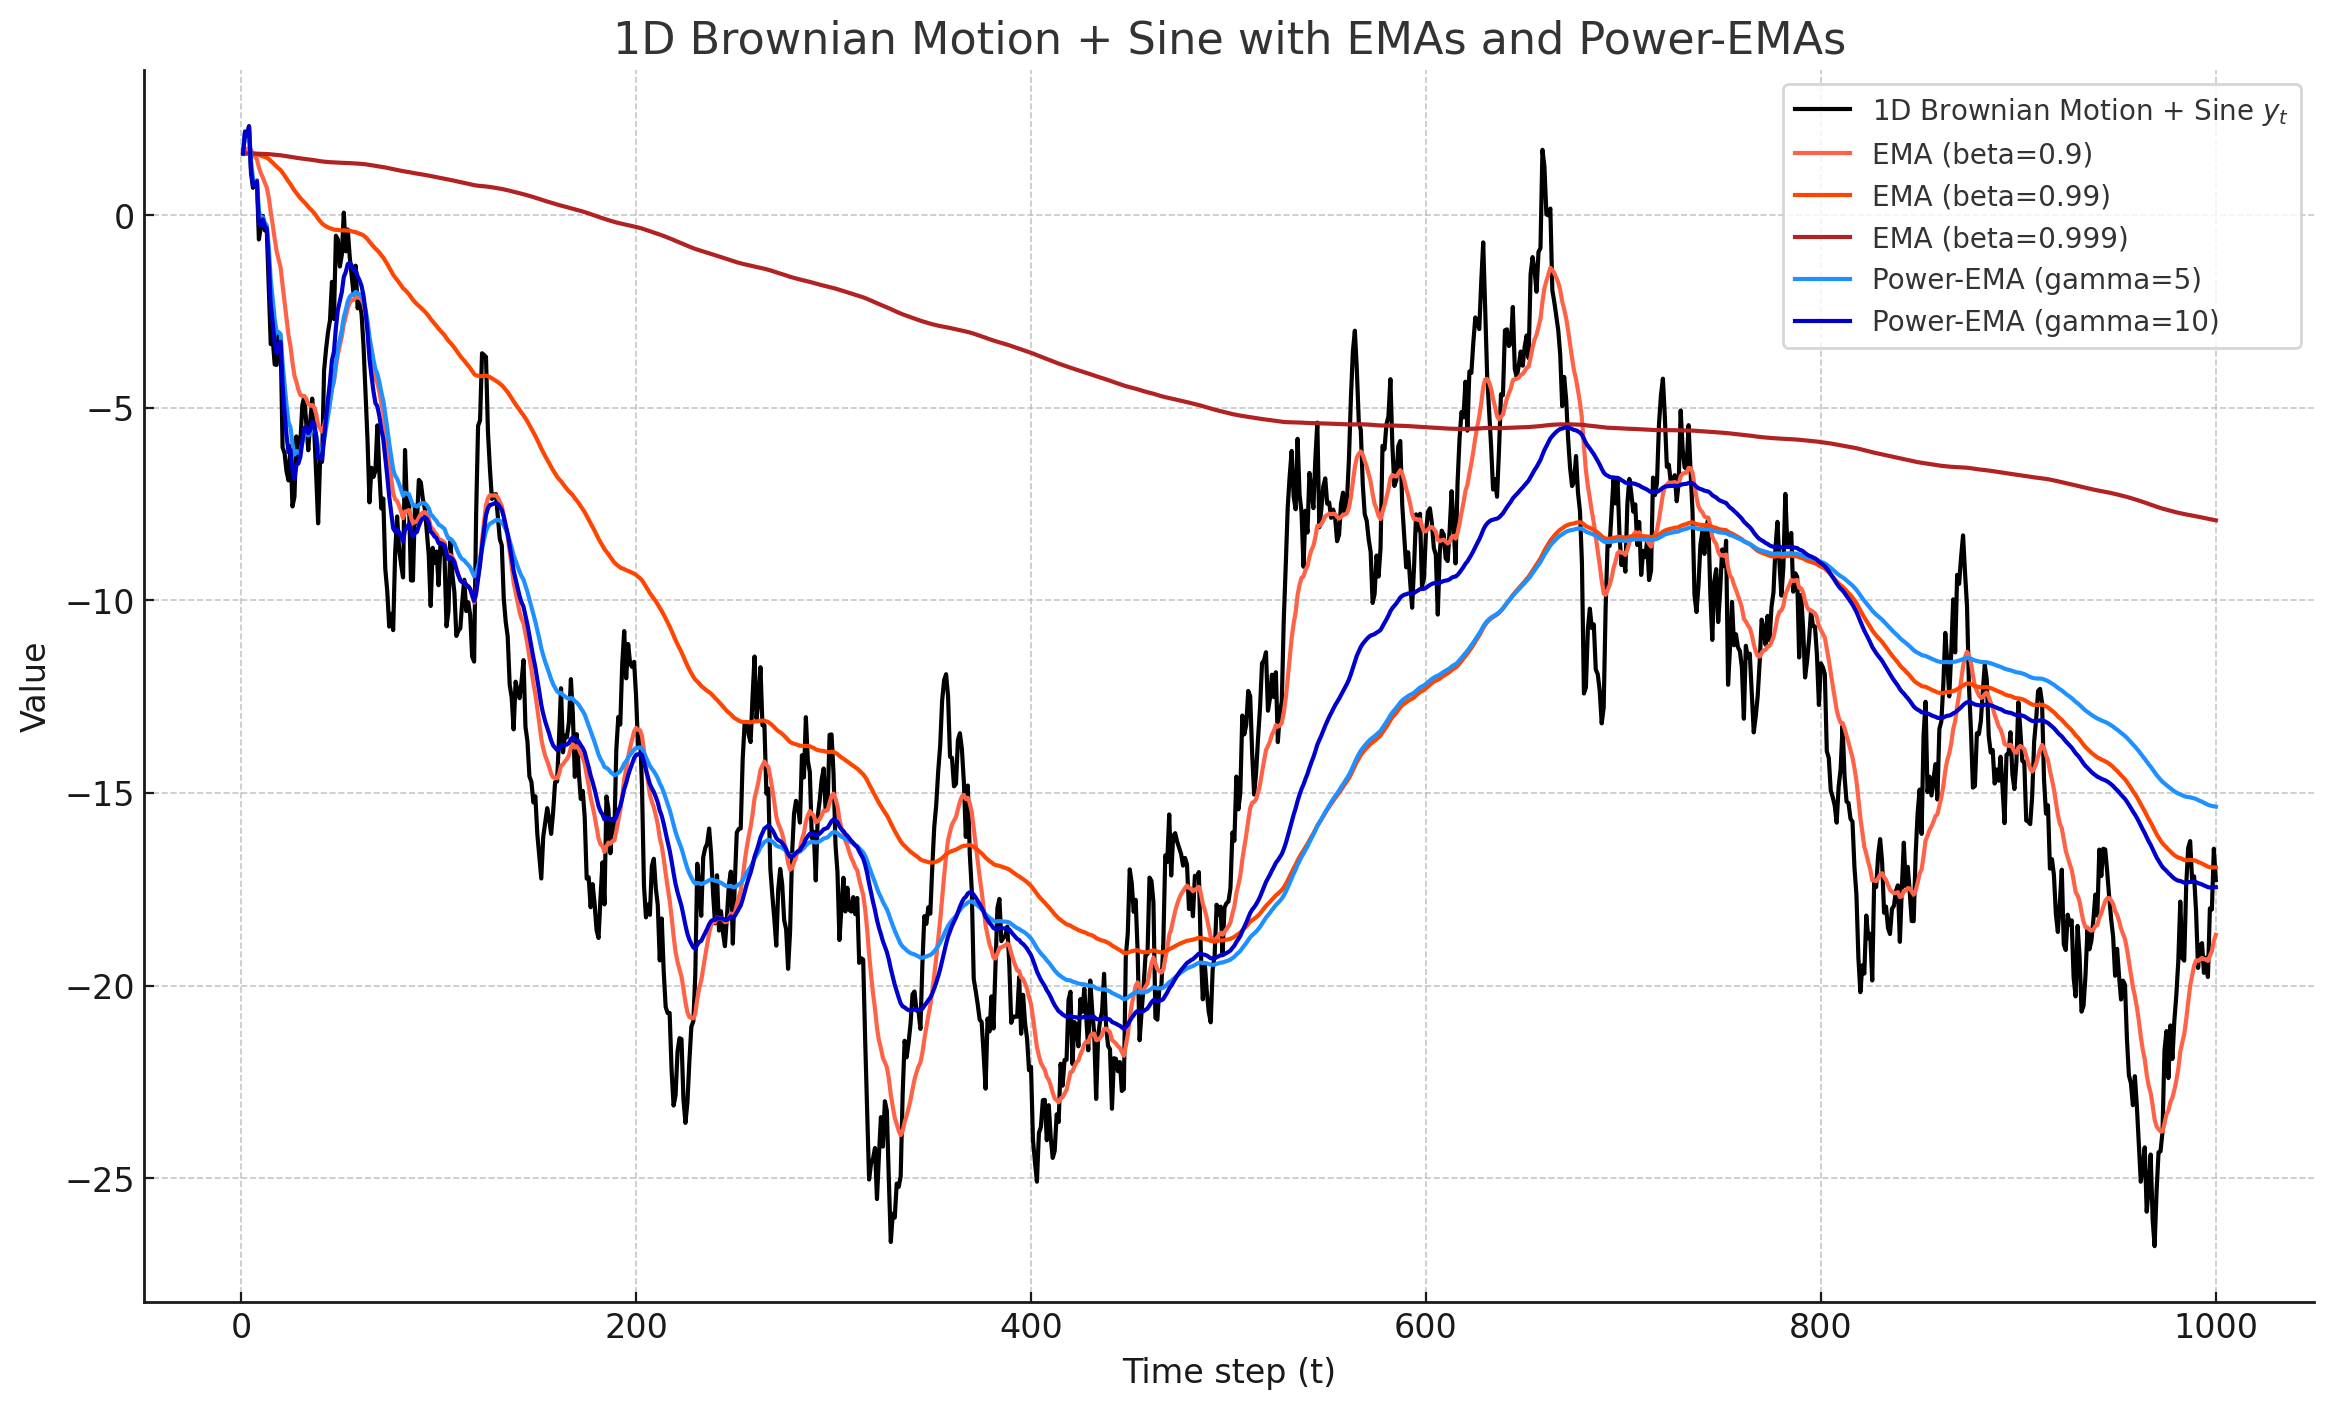 1D Brownian Motion + Sine with EMAs and Power-EMAs
1D Brownian Motion + Sine yₜ
EMA (beta=0.9)
EMA (beta=0.99)
EMA (beta=0.999)
Power-EMA (gamma=5)
Power-EMA (gamma=10)
Value
0
−5
−10
−15
−20
−25
0 200 400 600 800 1000
Time step (t)